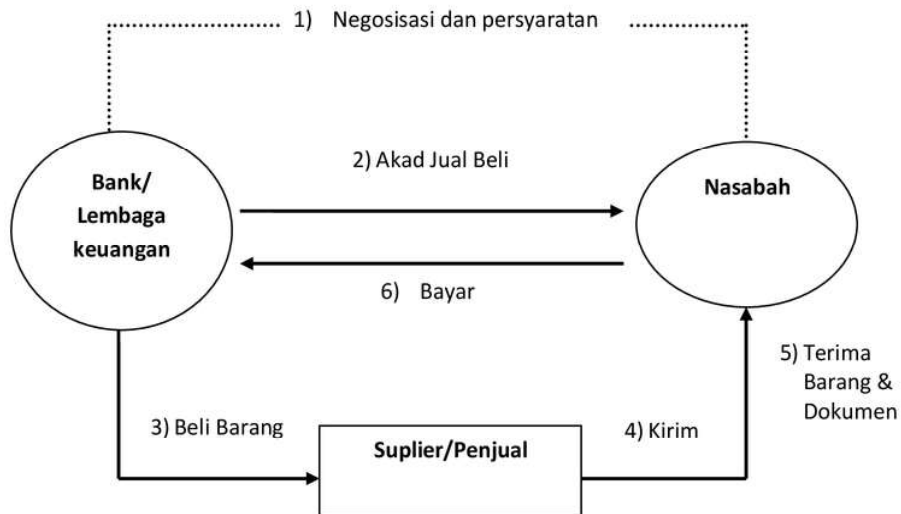 1) Negosisasi dan persyaratan
2) Akad Jual Beli
Bank/
Lembaga
keuangan
Nasabah
6) Bayar
5) Terima
Barang &
Dokumen
3) Beli Barang
4) Kirim
Suplier/Penjual